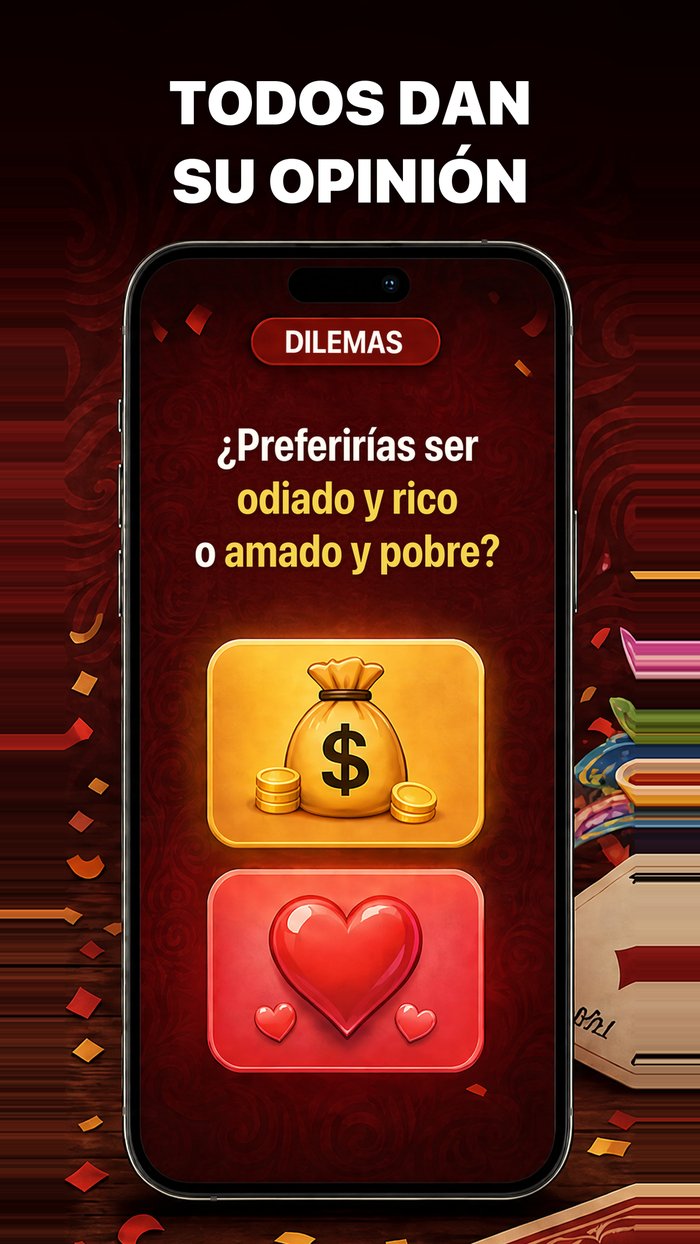 TODOS DAN
SU OPINIÓN
DILEMAS
¿Preferirías ser
odiado y rico
o amado y pobre?
$